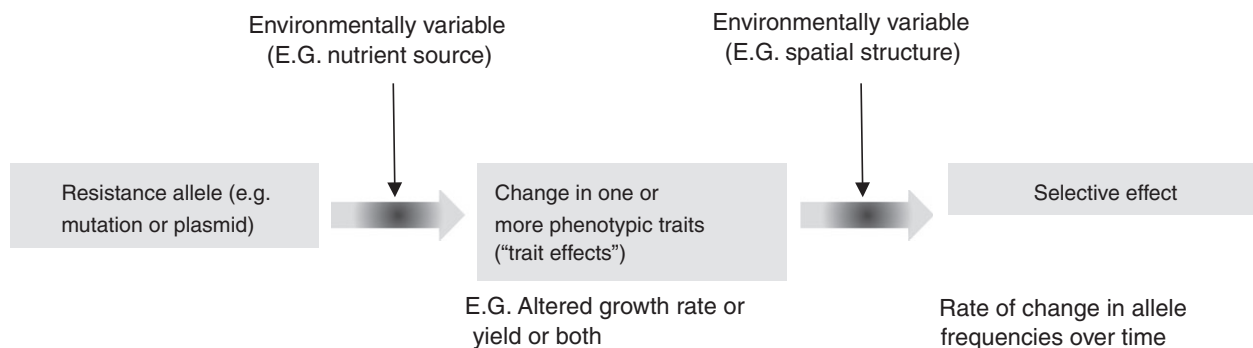 Environmentally variable
(E.G. nutrient source)
Environmentally variable
(E.G. spatial structure)
Resistance allele (e.g.
mutation or plasmid)
Change in one or
more phenotypic traits
(“trait effects”)
Selective effect
E.G. Altered growth rate or
yield or both
Rate of change in allele
frequencies over time